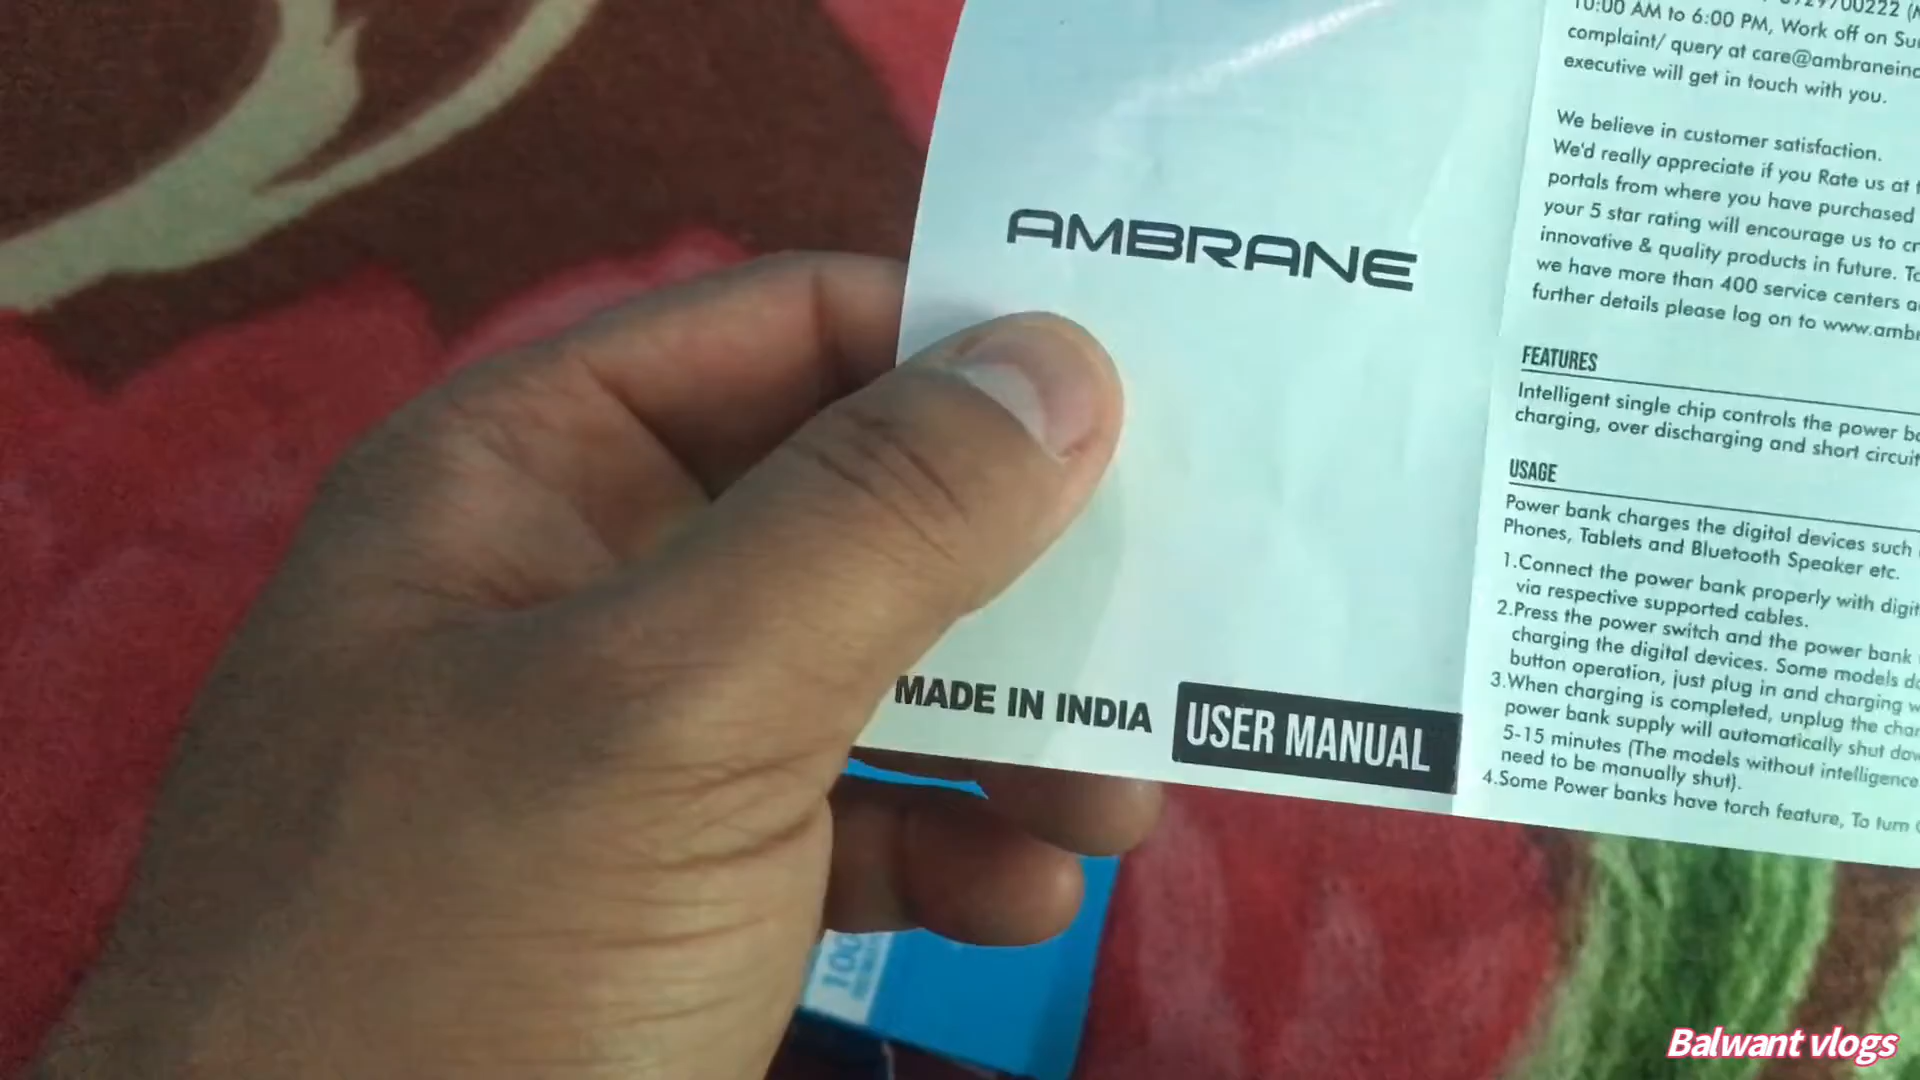 AMBRANE
MADE IN INDIA
USER MANUAL
10:00 AM to 6:00 PM, Work off on
complaint/ query at
executive will get in touch with you.
We believe in customer satisfaction.
We'd really appreciate if you Rate us at
portals from where you have purchased
your 5 star rating will encourage us to
innovative & quality products in future.
we have more than 400 service centers
further details please log on to
FEATURES
Intelligent single chip controls the power
charging, over discharging and short
USAGE
Power bank charges the digital devices such
Phones, Tablets and Bluetooth Speaker etc.
1.Connect the power bank properly with
via respective supported cables.
2.Press the power switch and the power bank
charging the digital devices. Some models
button operation, just plug in and charging
3.When charging is completed, unplug the
power bank supply will automatically shut
5-15 minutes (The models without intelligence
need to be manually shut).
4.Some Power banks have torch feature, To turn
Balwant vlogs